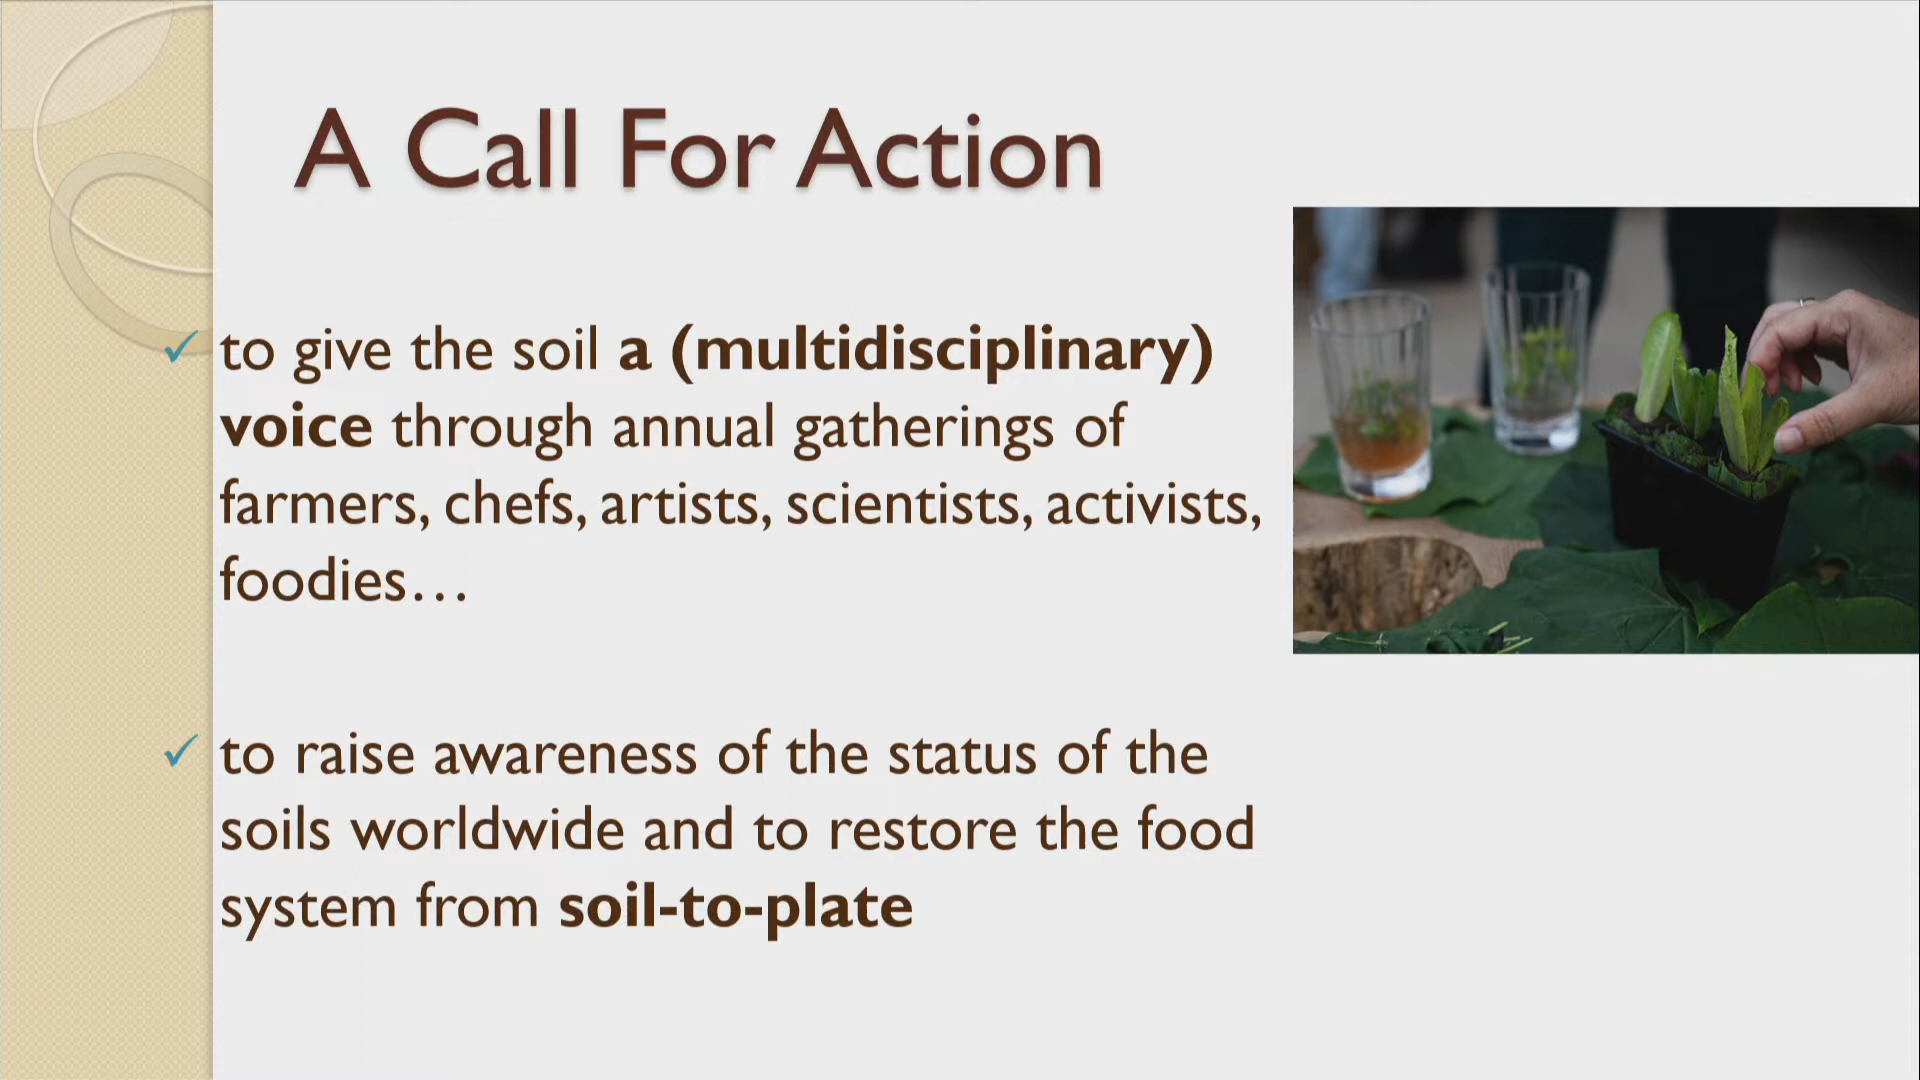 A Call For Action
✓ to give the soil a (multidisciplinary)
voice through annual gatherings of
farmers, chefs, artists, scientists, activists,
foodies…
✓ to raise awareness of the status of the
soils worldwide and to restore the food
system from soil-to-plate